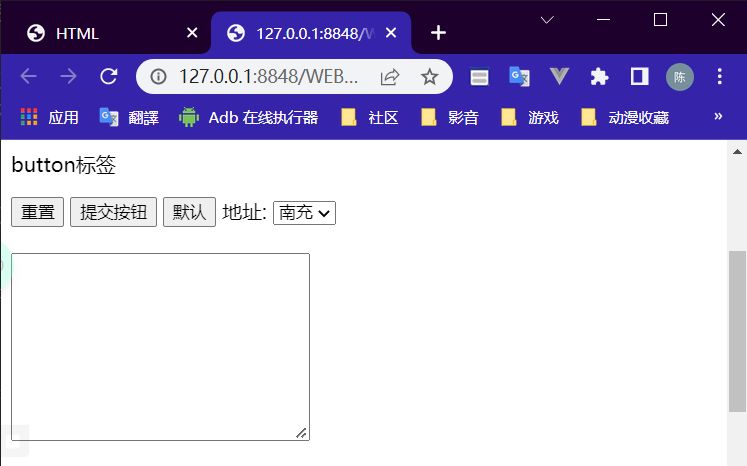 HTML
127.0.0.1:8848/W
127.0.0.1:8848/WEB...
陈
应用 翻譯 Adb 在线执行器 社区 影音 游戏 动漫收藏 »
button标签
重置 提交按钮 默认 地址: 南充